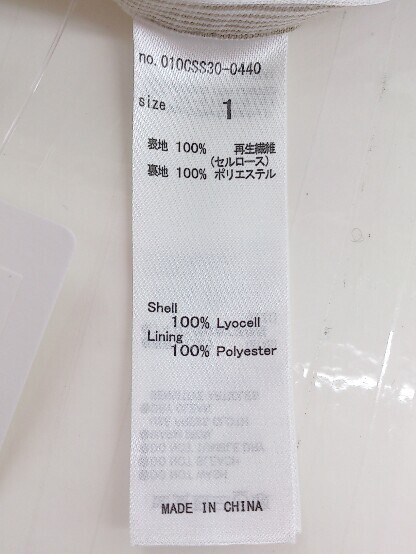 no.010CSS30-0440
size 1
表地 100% 再生繊維
(セルロース)
裏地 100% ポリエステル
Shell
100% Lyocell
Lining
100% Polyester
MADE IN CHINA